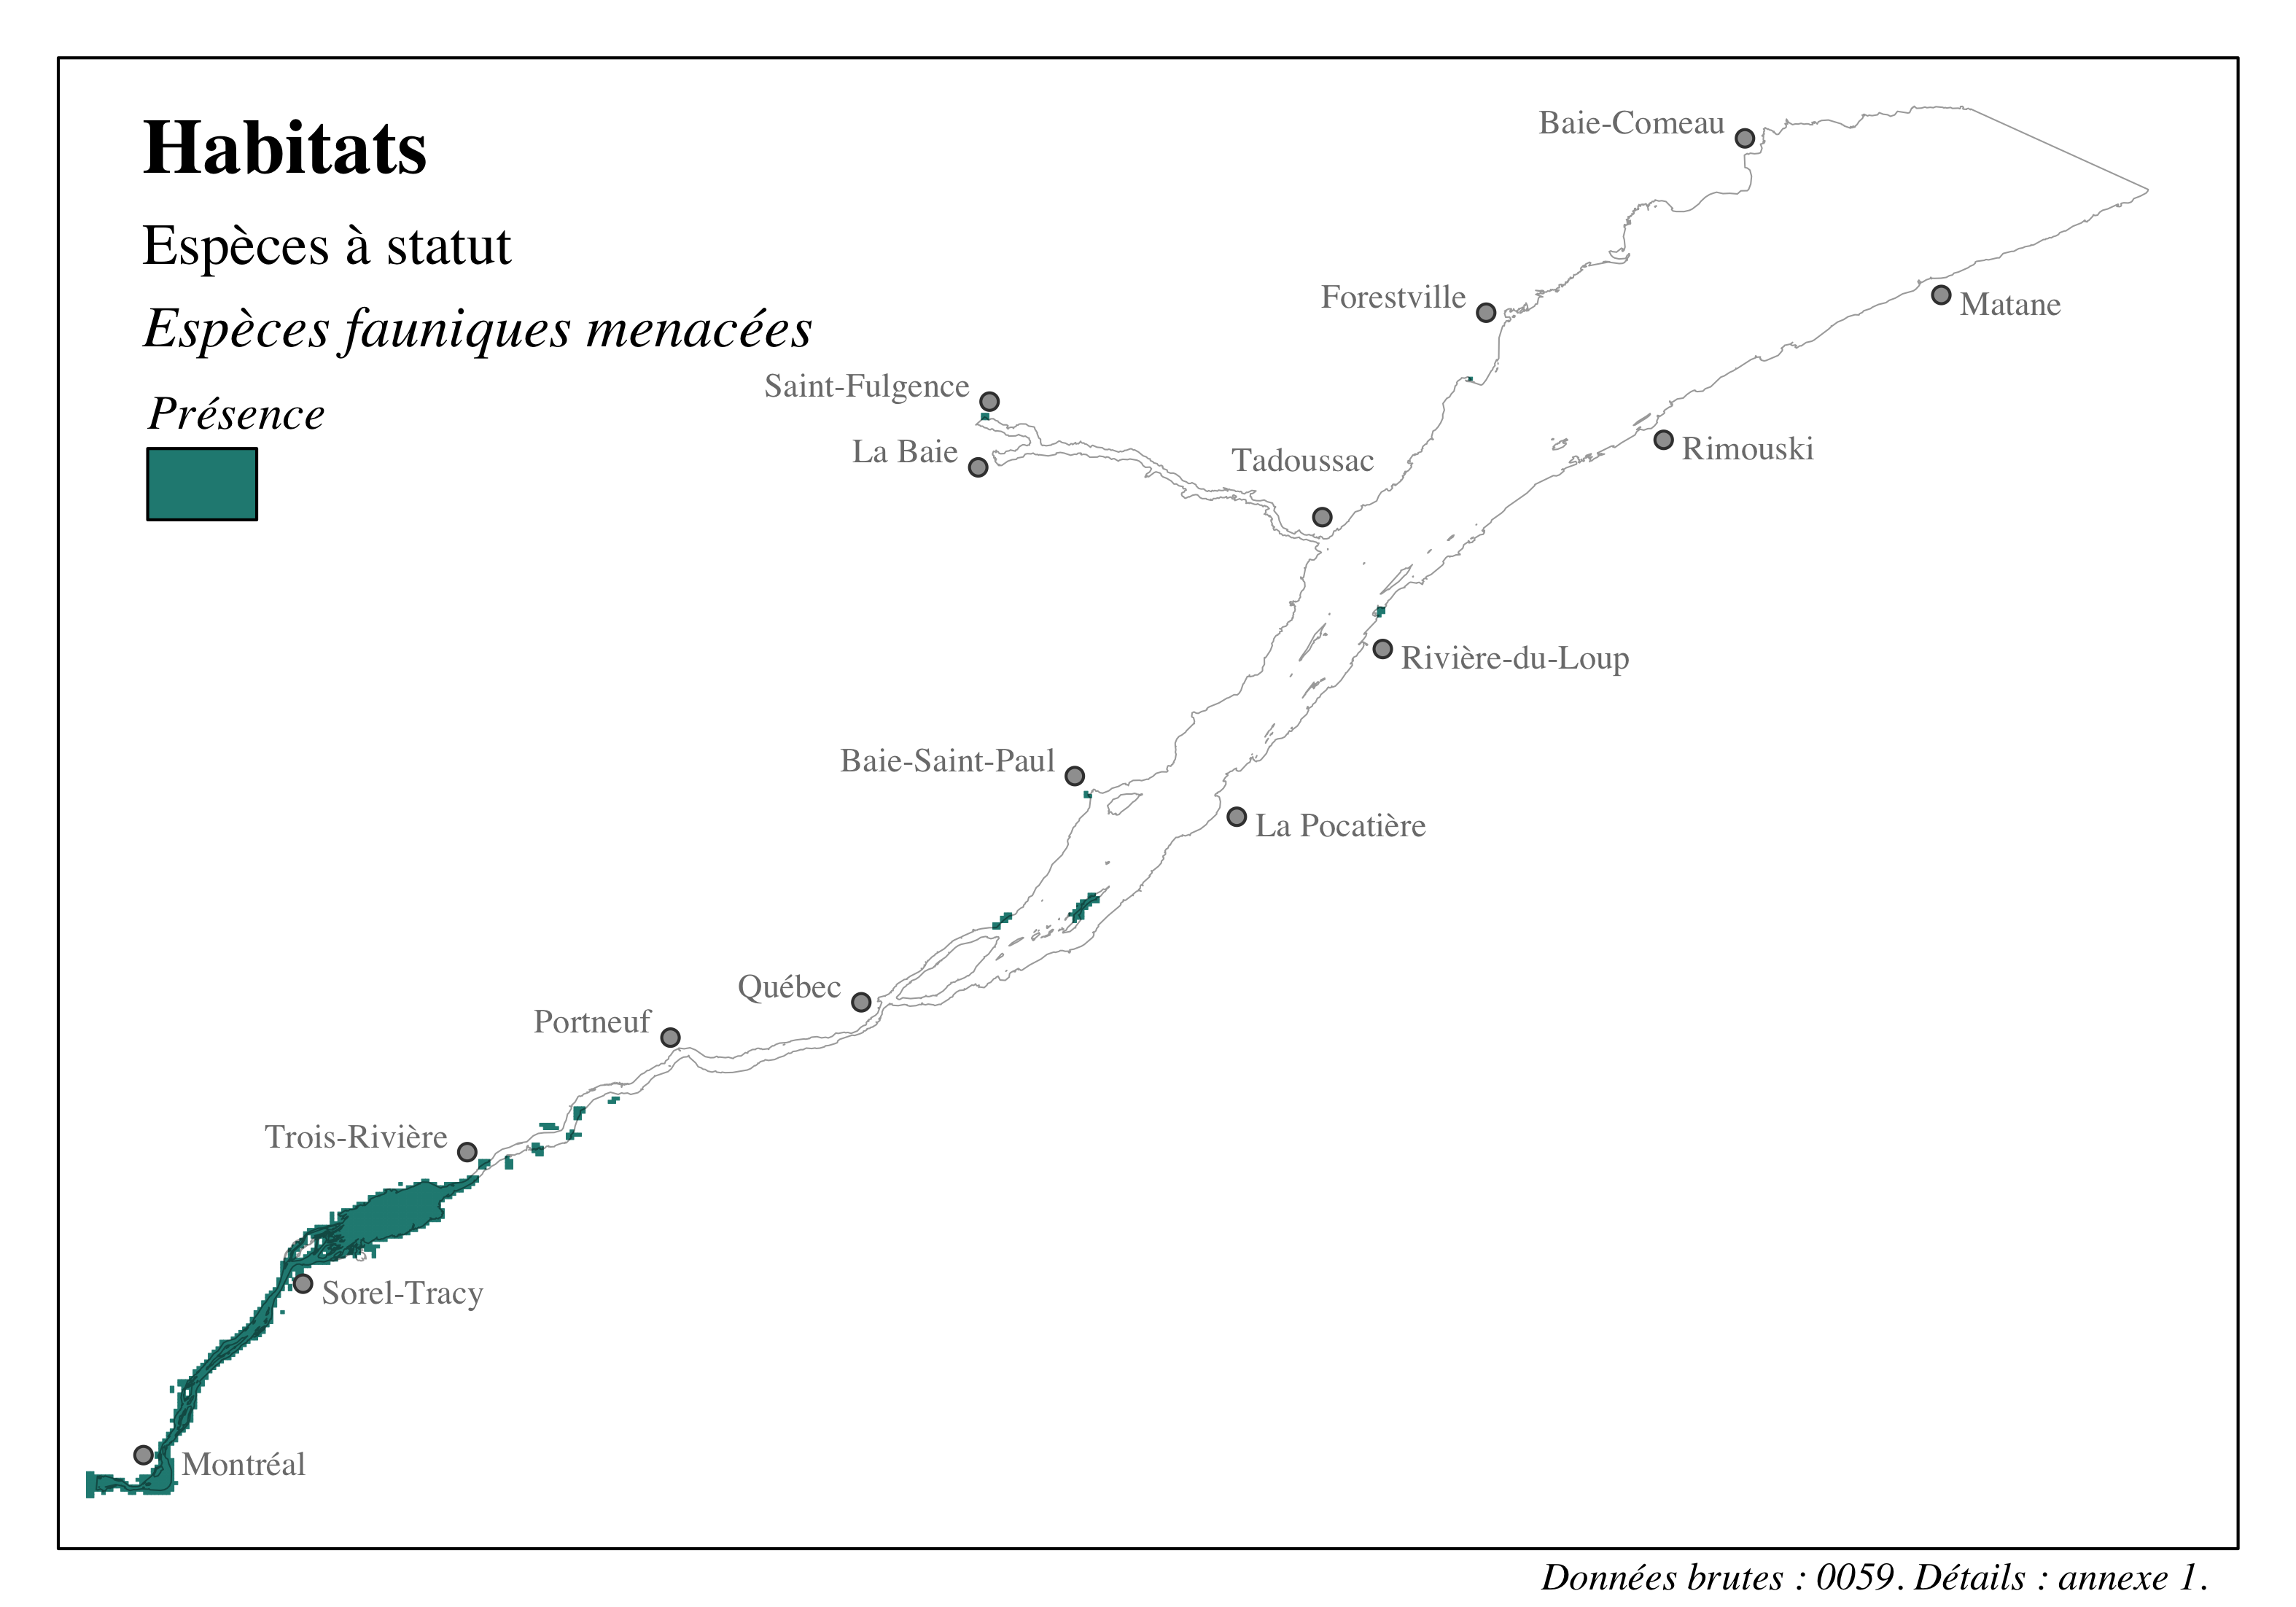 Habitats
Espèces à statut
Espèces fauniques menacées
Présence
Baie-Comeau
Forestville
Matane
Saint-Fulgence
La Baie
Tadoussac
Rimouski
Rivière-du-Loup
Baie-Saint-Paul
La Pocatière
Québec
Portneuf
Trois-Rivière
Sorel-Tracy
Montréal
Données brutes : 0059. Détails : annexe 1.